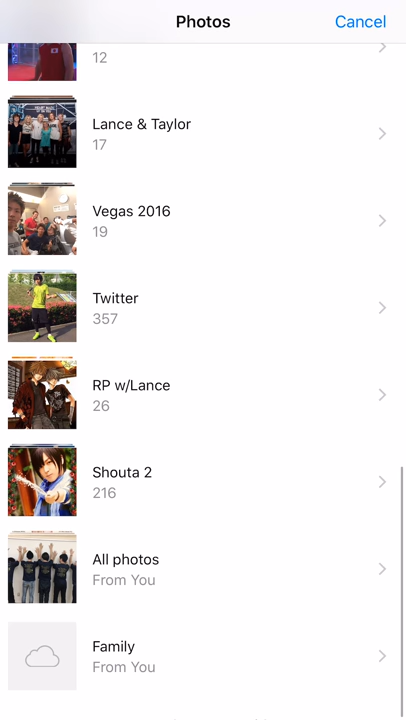 Photos
Cancel
12
Lance & Taylor
17
Vegas 2016
19
Twitter
357
RP w/Lance
26
Shouta 2
216
All photos
From You
Family
From You